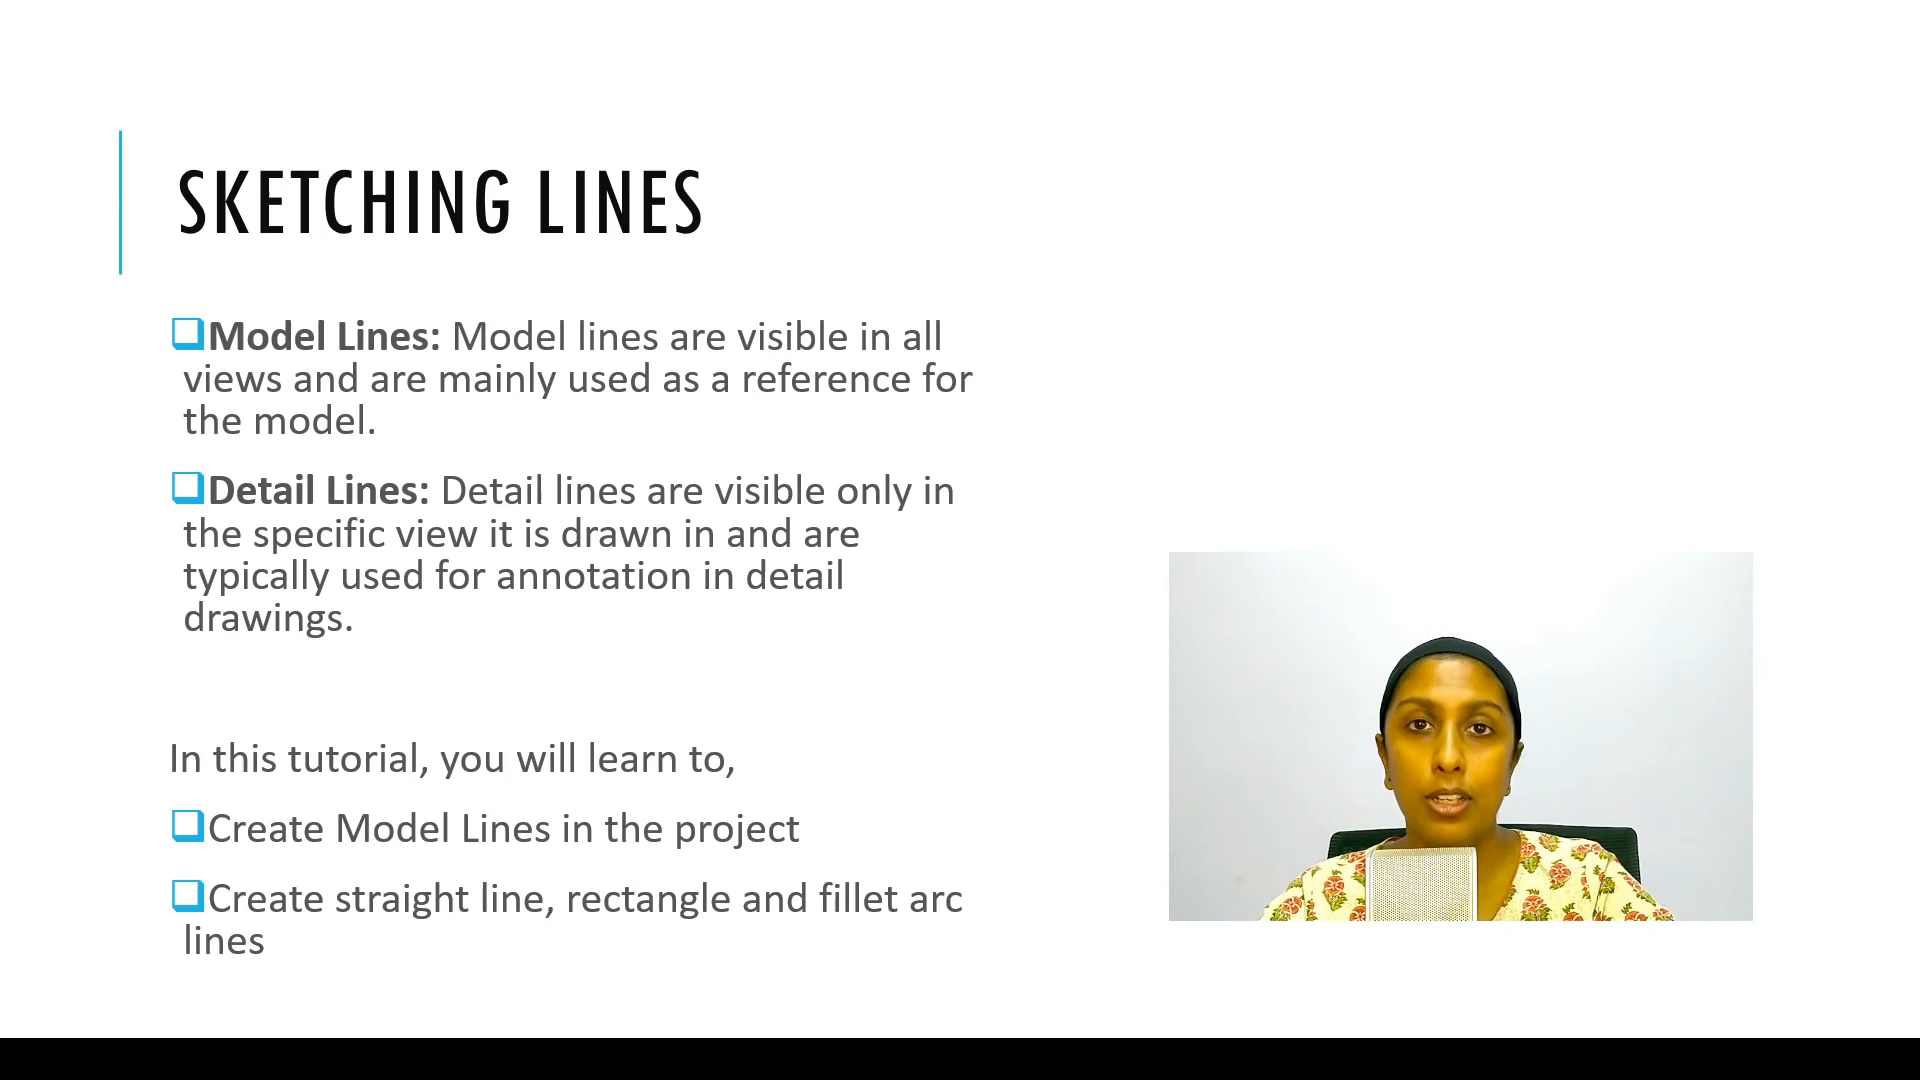 SKETCHING LINES
Model Lines: Model lines are visible in all
views and are mainly used as a reference for
the model.
Detail Lines: Detail lines are visible only in
the specific view it is drawn in and are
typically used for annotation in detail
drawings.
In this tutorial, you will learn to,
Create Model Lines in the project
Create straight line, rectangle and fillet arc
lines